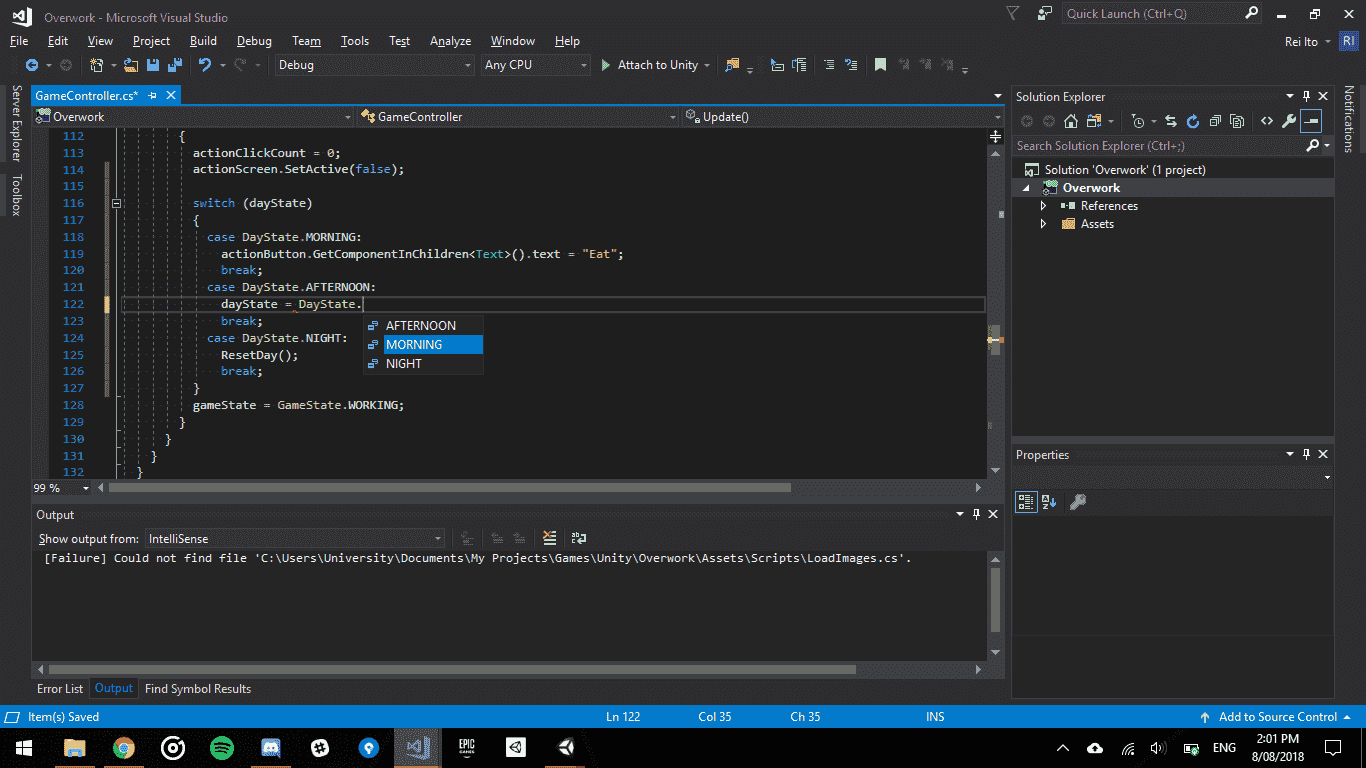 Overwork - Microsoft Visual Studio
Quick Launch (Ctrl+Q)
File Edit View Project Build Debug Team Tools Test Analyze Window Help
Rei Ito RI
Debug Any CPU Attach to Unity
Server Explorer
Toolbox
GameController.cs*
Overwork GameController Update()
112 {
113 actionClickCount = 0;
114 actionScreen.SetActive(false);
115
116 switch (dayState)
117 {
118 case DayState.MORNING:
119 actionButton.GetComponentInChildren<Text>().text = "Eat";
120 break;
121 case DayState.AFTERNOON:
122 dayState = DayState.
123 break;
124 case DayState.NIGHT:
125 ResetDay();
126 break;
127 }
128 gameState = GameState.WORKING;
129 }
130 }
131 }
132 }
AFTERNOON
MORNING
NIGHT
99 %
Output
Show output from: IntelliSense
[Failure] Could not find file 'C:\Users\University\Documents\My Projects\Games\Unity\Overwork\Assets\Scripts\LoadImages.cs'.
Error List Output Find Symbol Results
Solution Explorer
Search Solution Explorer (Ctrl+;)
Solution 'Overwork' (1 project)
Overwork
References
Assets
Properties
Notifications
Item(s) Saved Ln 122 Col 35 Ch 35 INS Add to Source Control
EPIC GAMES
ENG
2:01 PM
8/08/2018